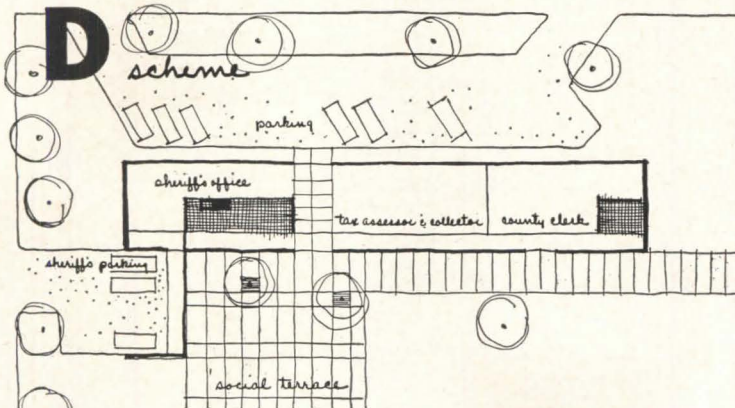 D
scheme
parking
sheriff's office
tax assessor & collector
county clerk
sheriff's parking
social terrace